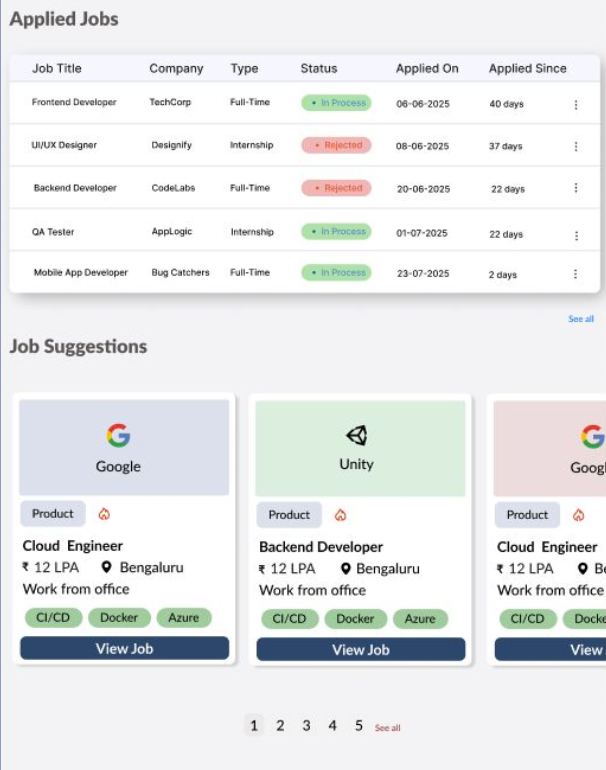 Applied Jobs
Job Title Company Type Status Applied On Applied Since
Frontend Developer TechCorp Full-Time • In Process 06-06-2025 40 days
UI/UX Designer Designify Internship • Rejected 08-06-2025 37 days
Backend Developer CodeLabs Full-Time • Rejected 20-06-2025 22 days
QA Tester AppLogic Internship • In Process 01-07-2025 22 days
Mobile App Developer Bug Catchers Full-Time • In Process 23-07-2025 2 days
See all
Job Suggestions
Google
Product
Cloud Engineer
₹ 12 LPA Bengaluru
Work from office
CI/CD Docker Azure
View Job
Unity
Product
Backend Developer
₹ 12 LPA Bengaluru
Work from office
CI/CD Docker Azure
View Job
Googl
Product
Cloud Engineer
₹ 12 LPA Be
Work from office
CI/CD Docke
View
1 2 3 4 5 See all